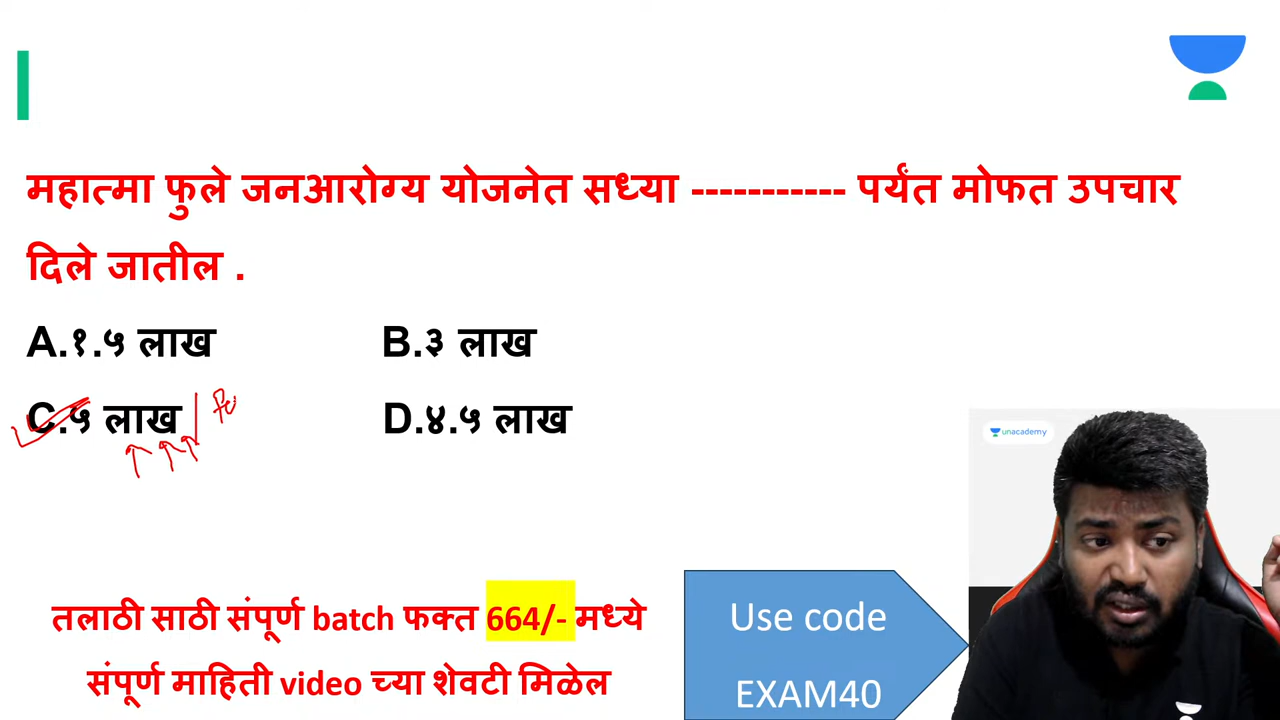 महात्मा फुले जनआरोग्य योजनेत सध्या ----------- पर्यंत मोफत उपचार
दिले जातील .
A.१.५ लाख
B.३ लाख
C.५ लाख
D.४.५ लाख
unacademy
तलाठी साठी संपूर्ण batch फक्त 664/- मध्ये
संपूर्ण माहिती video च्या शेवटी मिळेल
Use code
EXAM40